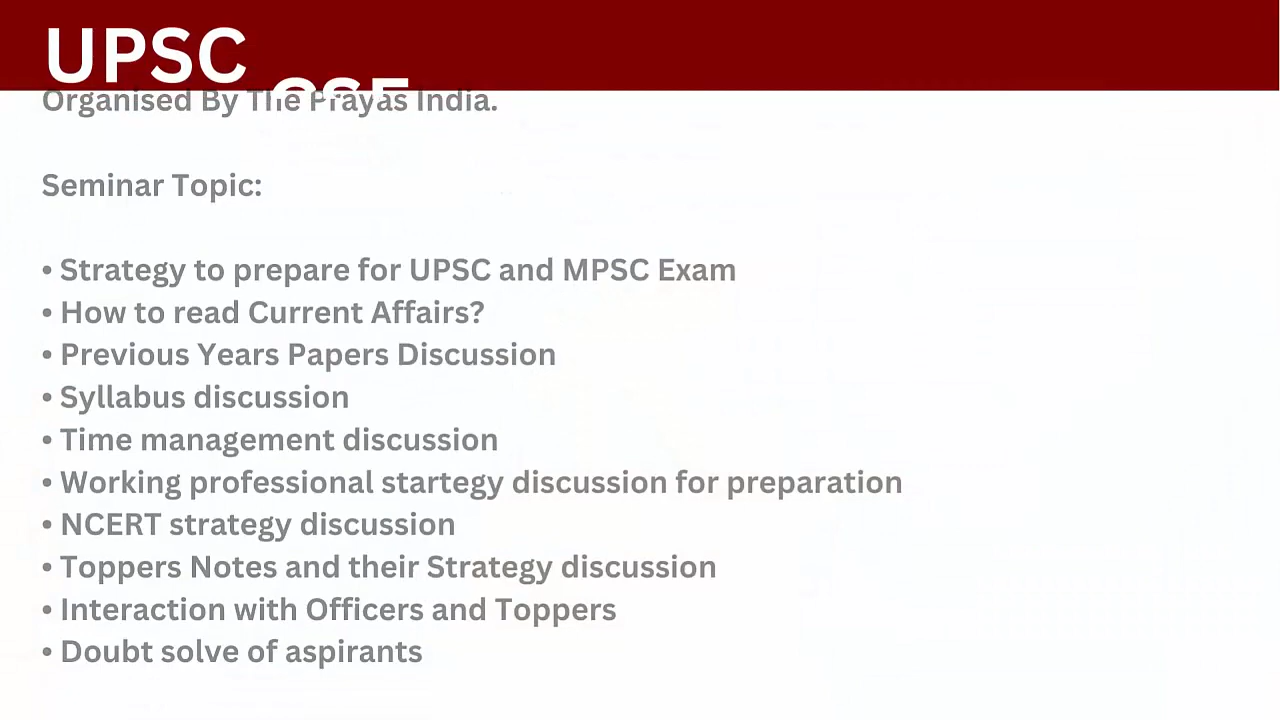 UPSC
Organised By The Prayas India.
Seminar Topic:
• Strategy to prepare for UPSC and MPSC Exam
• How to read Current Affairs?
• Previous Years Papers Discussion
• Syllabus discussion
• Time management discussion
• Working professional startegy discussion for preparation
• NCERT strategy discussion
• Toppers Notes and their Strategy discussion
• Interaction with Officers and Toppers
• Doubt solve of aspirants